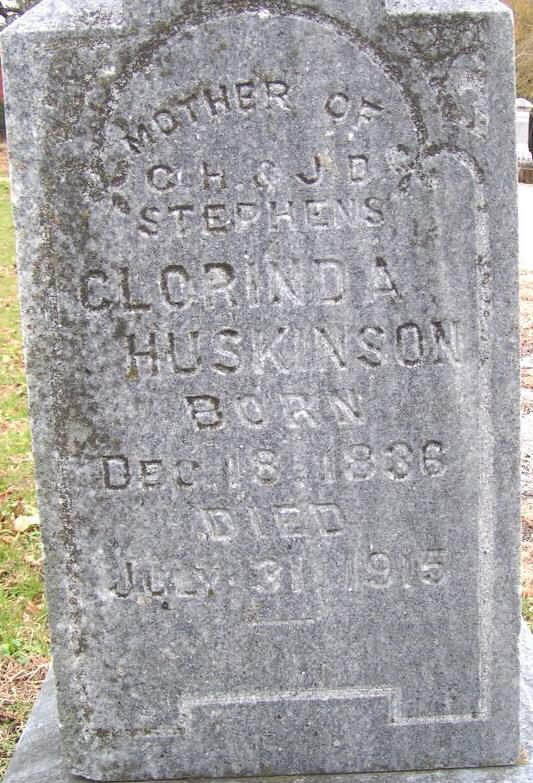 MOTHER OF
C. H. & J. D.
STEPHENS
CLORINDA
HUSKINSON
BORN
DEC. 18, 1836
DIED
JULY 31, 1915